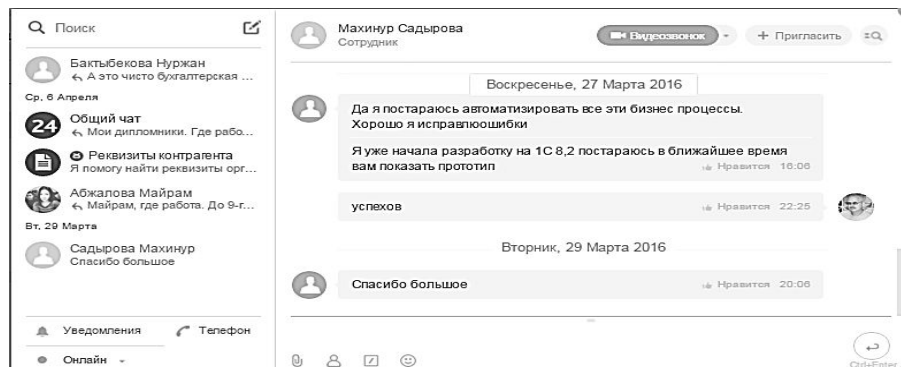 Поиск
Бактыбекова Нуржан
А это чисто бухгалтерская ...
Ср, 6 Апреля
24
Общий чат
Мои дипломники. Где рабо...
Реквизиты контрагента
Я помогу найти реквизиты орг...
Абжалова Майрам
Майрам, где работа. До 9-г...
Вт, 29 Марта
Садырова Махинур
Спасибо большое
Уведомления
Телефон
Онлайн
Махинур Садырова
Сотрудник
Видеозвонок
+ Пригласить
Воскресенье, 27 Марта 2016
Да я постараюсь автоматизировать все эти бизнес процессы.
Хорошо я исправлюошибки
Я уже начала разработку на 1С 8,2 постараюсь в ближайшее время
вам показать прототип
Нравится 16:06
успехов
Нравится 22:25
Вторник, 29 Марта 2016
Спасибо большое
Нравится 20:06
Ctrl+Enter